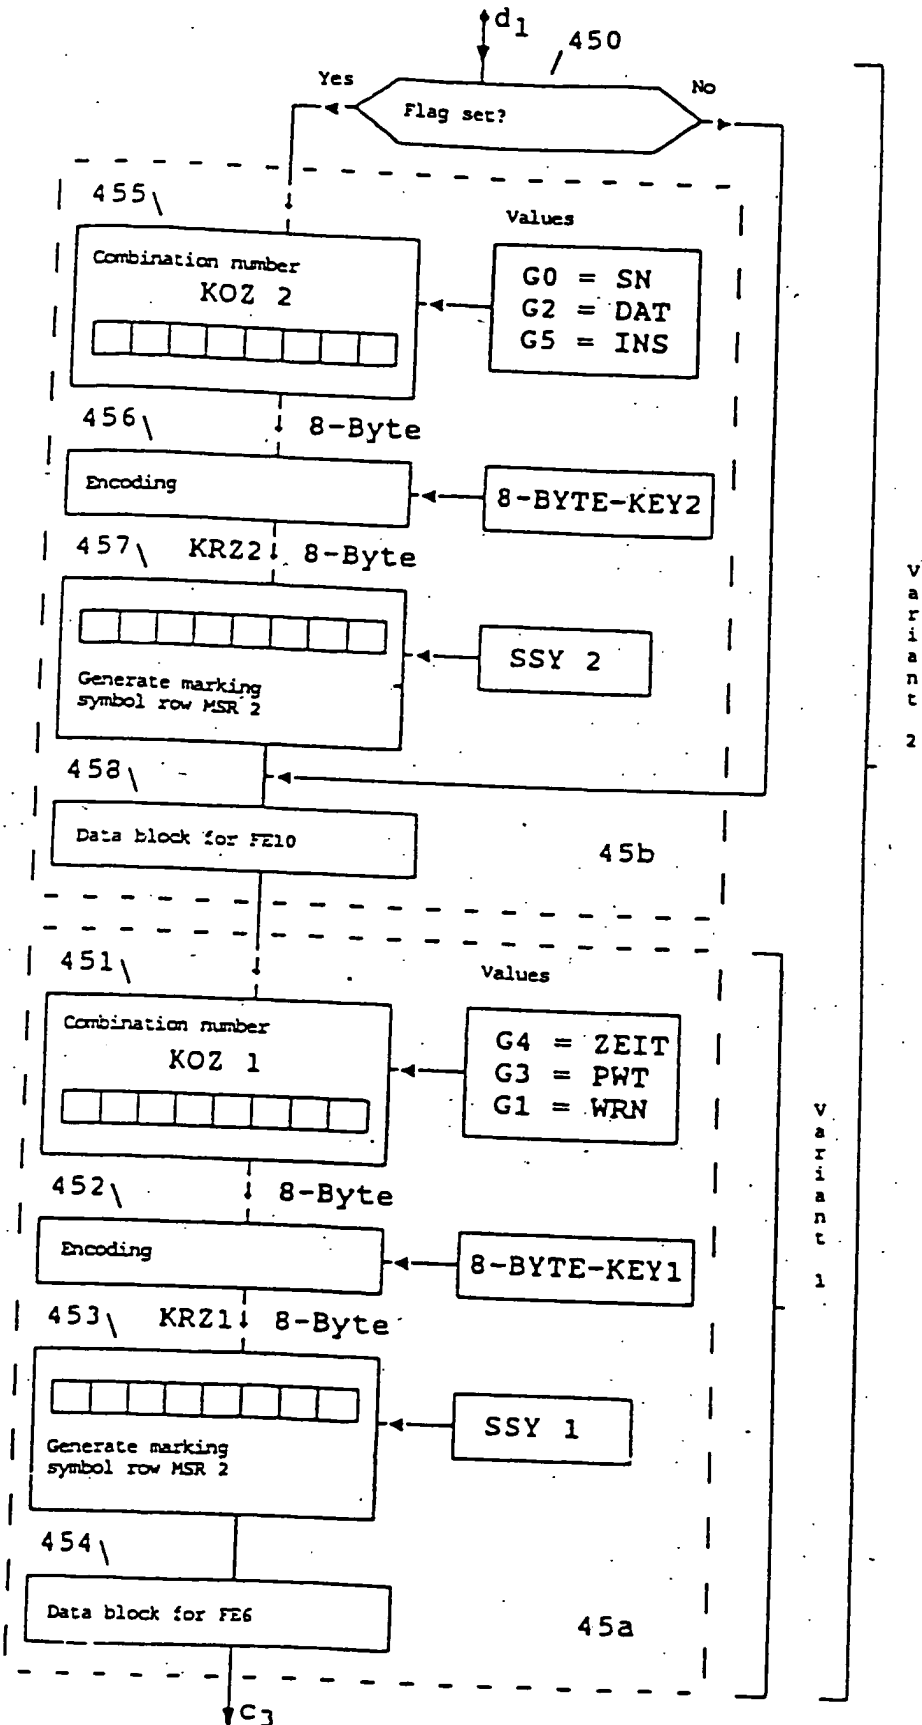 d1
450
Yes
No
Flag set?
455
Values
Combination number
KOZ 2
G0 = SN
G2 = DAT
G5 = INS
456
8-Byte
Encoding
8-BYTE-KEY2
457
KRZ2
8-Byte
SSY 2
Generate marking
symbol row MSR 2
458
Data block for FE10
45b
Variant 2
451
Values
Combination number
KOZ 1
G4 = ZEIT
G3 = PWT
G1 = WRN
452
8-Byte
Encoding
8-BYTE-KEY1
453
KRZ1
8-Byte
SSY 1
Generate marking
symbol row MSR 2
454
Data block for FE6
45a
Variant 1
c3